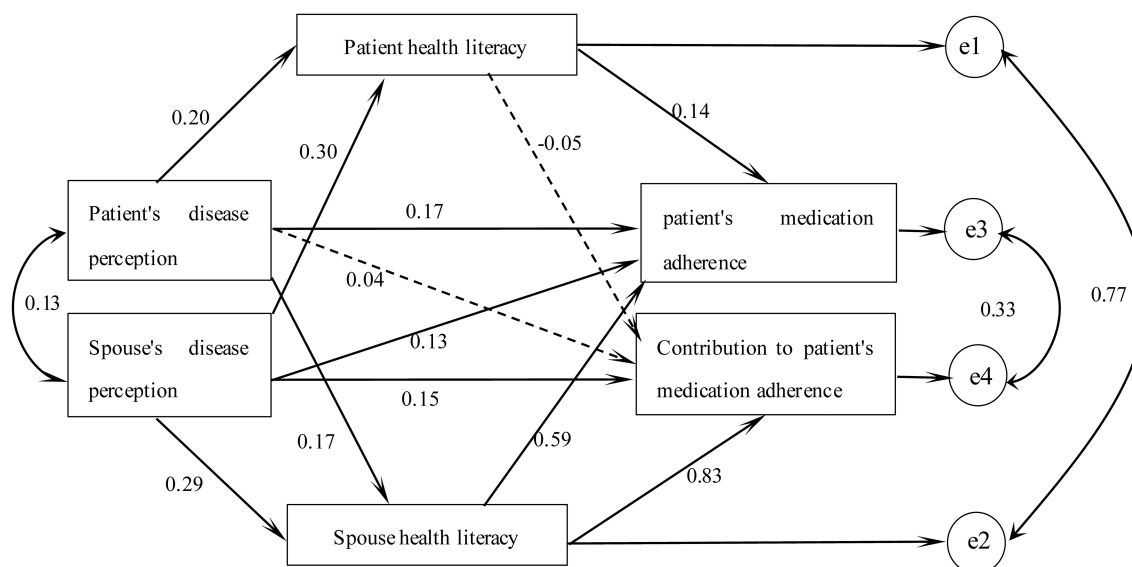 Patient health literacy
e1
0.20
0.14
-0.05
0.30
Patient's disease
perception
0.17
patient's medication
adherence
e3
0.04
0.13
0.33
0.77
Spouse's disease
perception
0.13
0.15
Contribution to patient's
medication adherence
e4
0.17
0.59
0.29
0.83
Spouse health literacy
e2